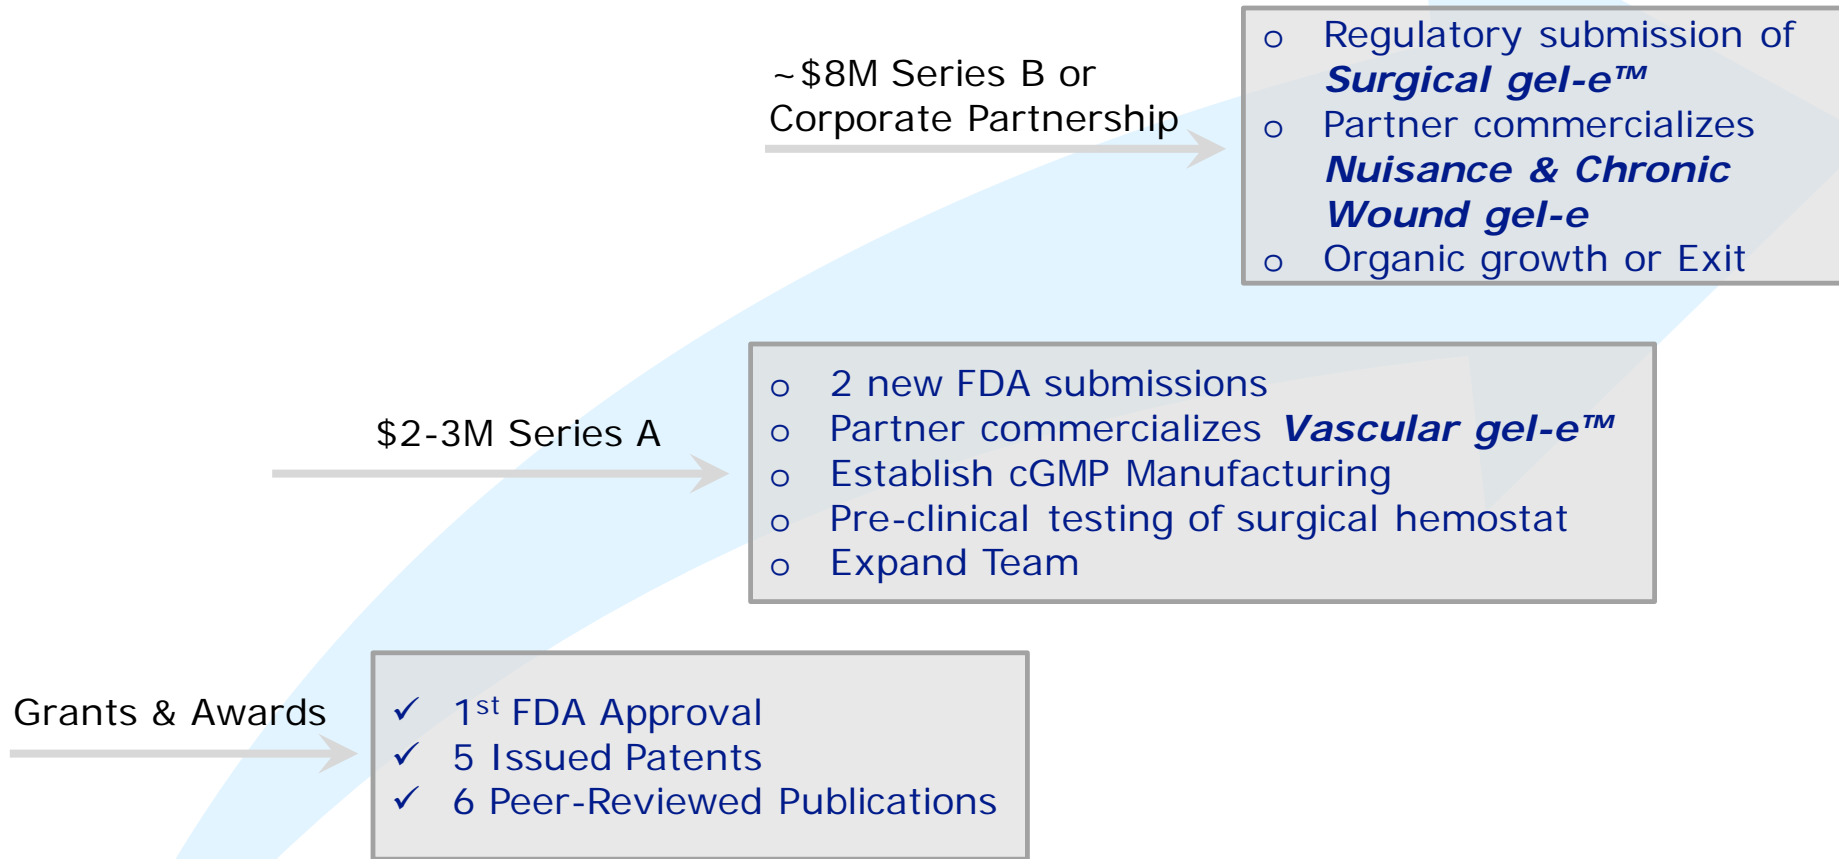 ~$8M Series B or
Corporate Partnership
o Regulatory submission of
Surgical gel-e™
o Partner commercializes
Nuisance & Chronic
Wound gel-e
o Organic growth or Exit
$2-3M Series A
o 2 new FDA submissions
o Partner commercializes Vascular gel-e™
o Establish cGMP Manufacturing
o Pre-clinical testing of surgical hemostat
o Expand Team
Grants & Awards
✓ 1st FDA Approval
✓ 5 Issued Patents
✓ 6 Peer-Reviewed Publications